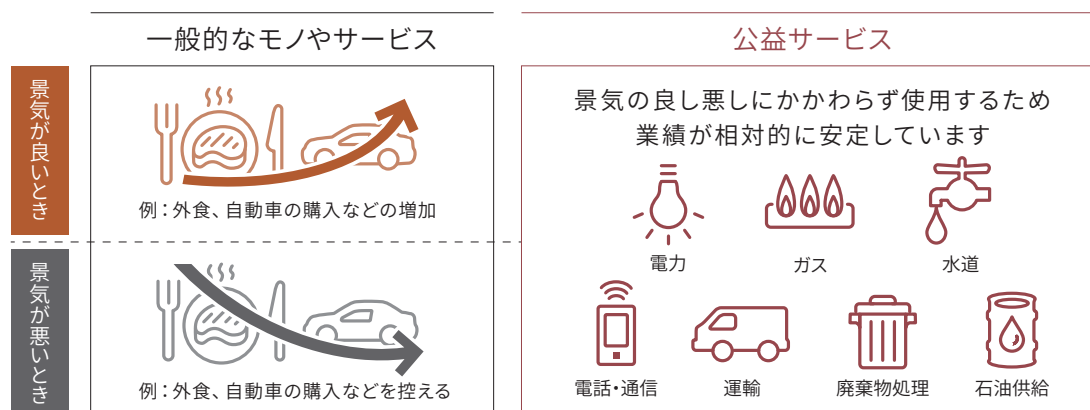 一般的なモノやサービス
公益サービス
景気が良いとき
例：外食、自動車の購入などの増加
景気が悪いとき
例：外食、自動車の購入などを控える
景気の良し悪しにかかわらず使用するため
業績が相対的に安定しています
電力
ガス
水道
電話・通信
運輸
廃棄物処理
石油供給